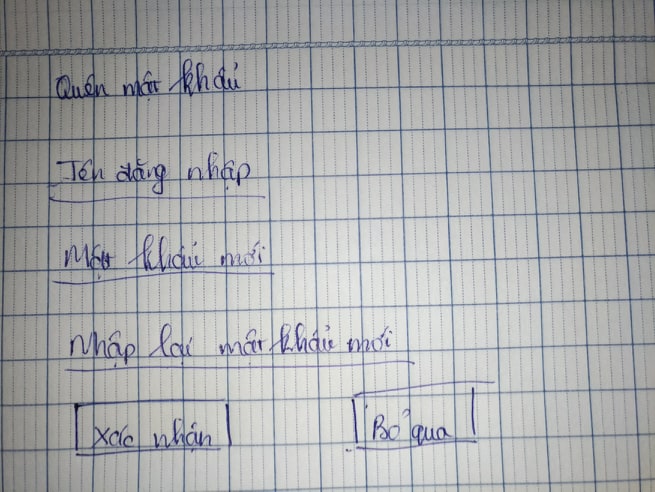 Quên mật khẩu
Tên đăng nhập
Mật khẩu mới
Nhập lại mật khẩu mới
Xác nhận
Bỏ qua